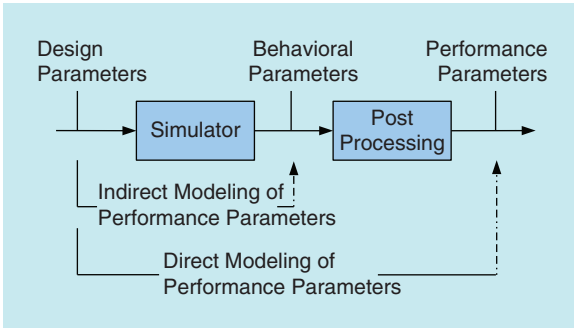 Design
Parameters
Behavioral
Parameters
Performance
Parameters
Simulator
Post
Processing
Indirect Modeling of
Performance Parameters
Direct Modeling of
Performance Parameters